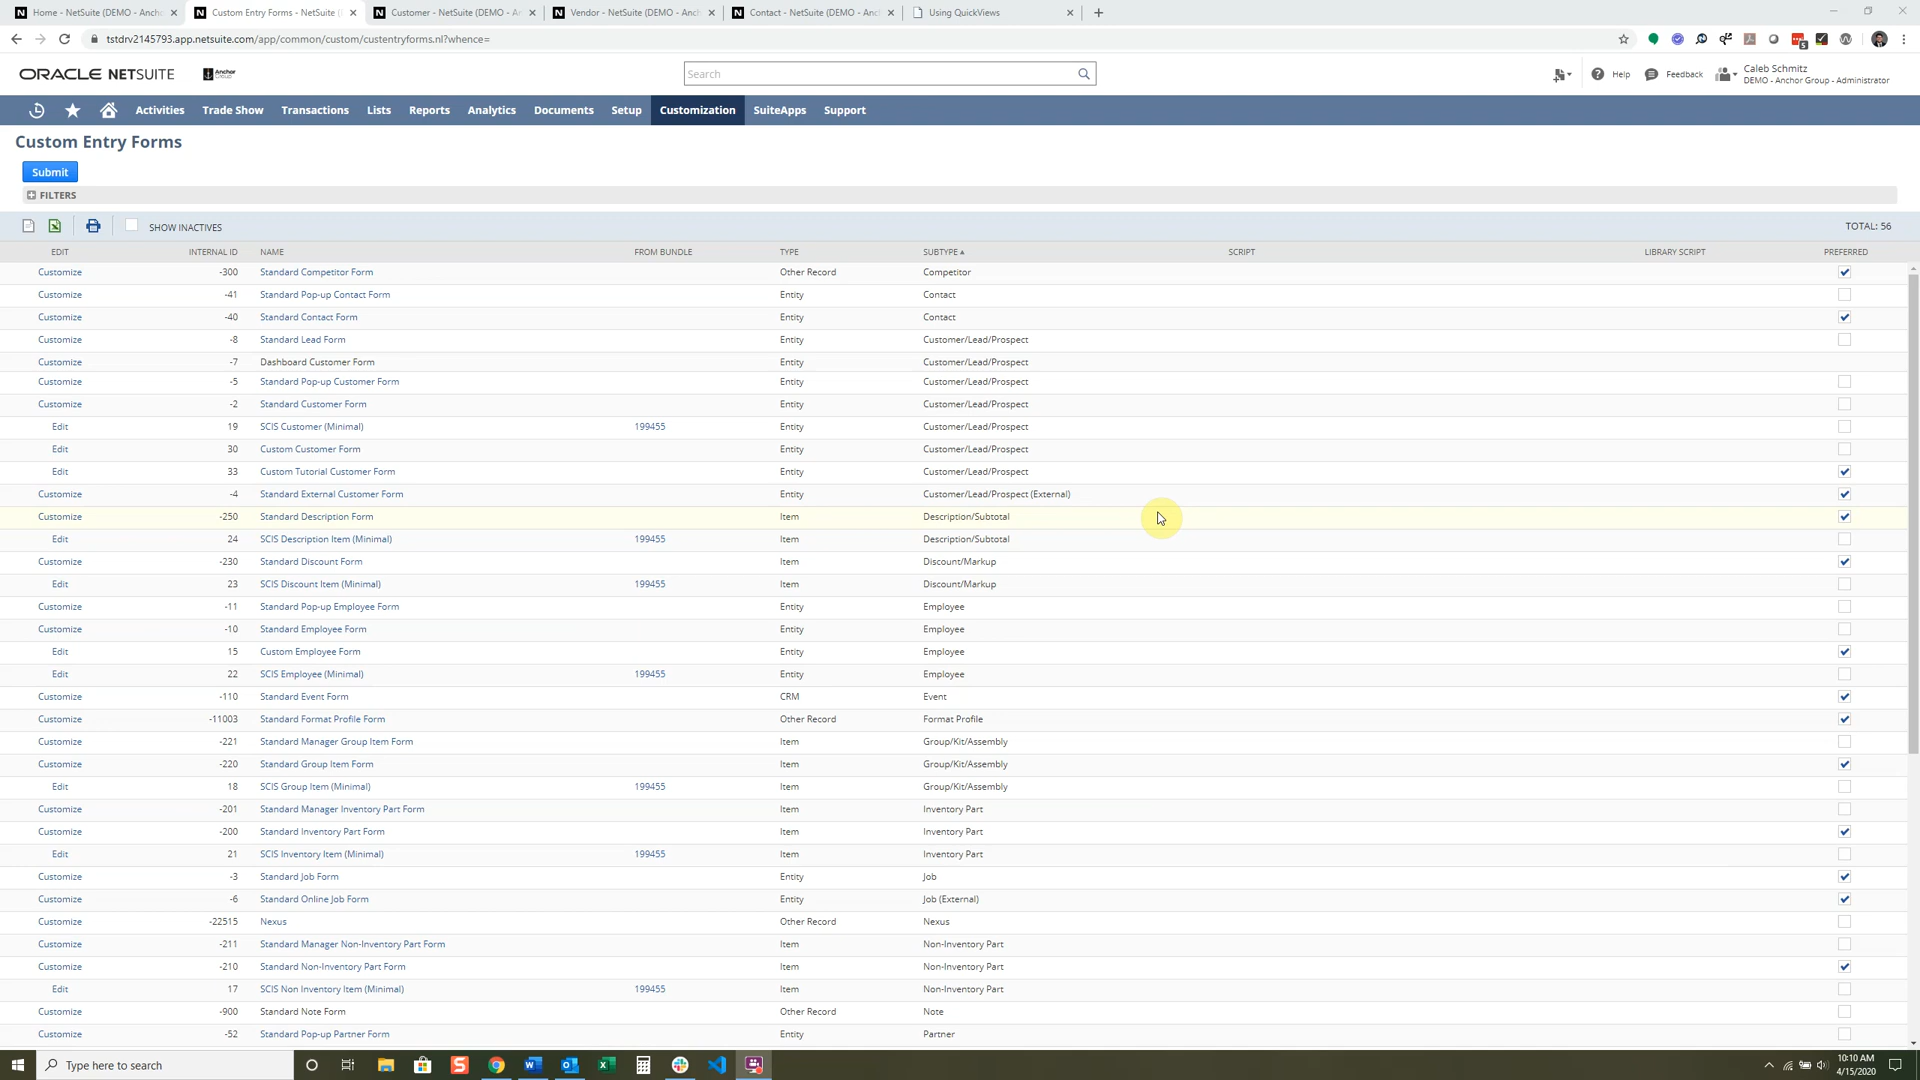 Home - NetSuite (DEMO - Ancho
Custom Entry Forms - NetSuite (
Customer - NetSuite (DEMO - An
Vendor - NetSuite (DEMO - Anch
Contact - NetSuite (DEMO - Anc
Using QuickViews
tstdrv2145793.app.netsuite.com/app/common/custom/custentryforms.nl?whence=
ORACLE NETSUITE
Anchor Group
Search
Help
Feedback
Caleb Schmitz
DEMO - Anchor Group - Administrator
Activities Trade Show Transactions Lists Reports Analytics Documents Setup Customization SuiteApps Support
Custom Entry Forms
Submit
FILTERS
SHOW INACTIVES
TOTAL: 56
EDIT INTERNAL ID NAME FROM BUNDLE TYPE SUBTYPE SCRIPT LIBRARY SCRIPT PREFERRED
Customize -300 Standard Competitor Form Other Record Competitor
Customize -41 Standard Pop-up Contact Form Entity Contact
Customize -40 Standard Contact Form Entity Contact
Customize -8 Standard Lead Form Entity Customer/Lead/Prospect
Customize -7 Dashboard Customer Form Entity Customer/Lead/Prospect
Customize -5 Standard Pop-up Customer Form Entity Customer/Lead/Prospect
Customize -2 Standard Customer Form Entity Customer/Lead/Prospect
Edit 19 SCIS Customer (Minimal) 199455 Entity Customer/Lead/Prospect
Edit 30 Custom Customer Form Entity Customer/Lead/Prospect
Edit 33 Custom Tutorial Customer Form Entity Customer/Lead/Prospect
Customize -4 Standard External Customer Form Entity Customer/Lead/Prospect (External)
Customize -250 Standard Description Form Item Description/Subtotal
Edit 24 SCIS Description Item (Minimal) 199455 Item Description/Subtotal
Customize -230 Standard Discount Form Item Discount/Markup
Edit 23 SCIS Discount Item (Minimal) 199455 Item Discount/Markup
Customize -11 Standard Pop-up Employee Form Entity Employee
Customize -10 Standard Employee Form Entity Employee
Edit 15 Custom Employee Form Entity Employee
Edit 22 SCIS Employee (Minimal) 199455 Entity Employee
Customize -110 Standard Event Form CRM Event
Customize -11003 Standard Format Profile Form Other Record Format Profile
Customize -221 Standard Manager Group Item Form Item Group/Kit/Assembly
Customize -220 Standard Group Item Form Item Group/Kit/Assembly
Edit 18 SCIS Group Item (Minimal) 199455 Item Group/Kit/Assembly
Customize -201 Standard Manager Inventory Part Form Item Inventory Part
Customize -200 Standard Inventory Part Form Item Inventory Part
Edit 21 SCIS Inventory Item (Minimal) 199455 Item Inventory Part
Customize -3 Standard Job Form Entity Job
Customize -6 Standard Online Job Form Entity Job (External)
Customize -22515 Nexus Other Record Nexus
Customize -211 Standard Manager Non-Inventory Part Form Item Non-Inventory Part
Customize -210 Standard Non-Inventory Part Form Item Non-Inventory Part
Edit 17 SCIS Non Inventory Item (Minimal) 199455 Item Non-Inventory Part
Customize -900 Standard Note Form Other Record Note
Customize -52 Standard Pop-up Partner Form Entity Partner
Type here to search
10:10 AM
4/15/2020